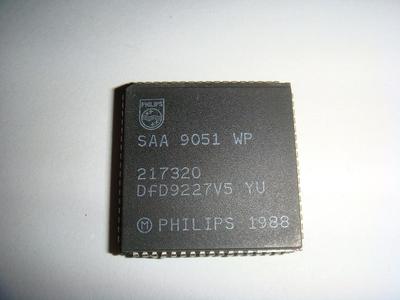 PHILIPS
SAA 9051 WP
217320
DfD9227V5 YU
Ⓜ PHILIPS 1988